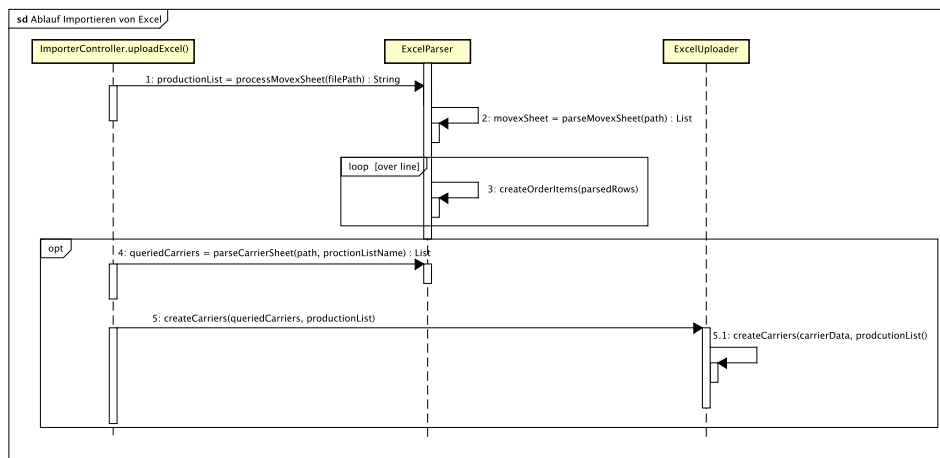 sd Ablauf Importieren von Excel
ImporterController.uploadExcel()
ExcelParser
ExcelUploader
1: productionList = processMovexSheet(filePath) : String
2: movexSheet = parseMovexSheet(path) : List
loop [over line]
3: createOrderItems(parsedRows)
opt
4: queriedCarriers = parseCarrierSheet(path, proctionListName) : List
5: createCarriers(queriedCarriers, productionList)
5.1: createCarriers(carrierData, prodcutionList()